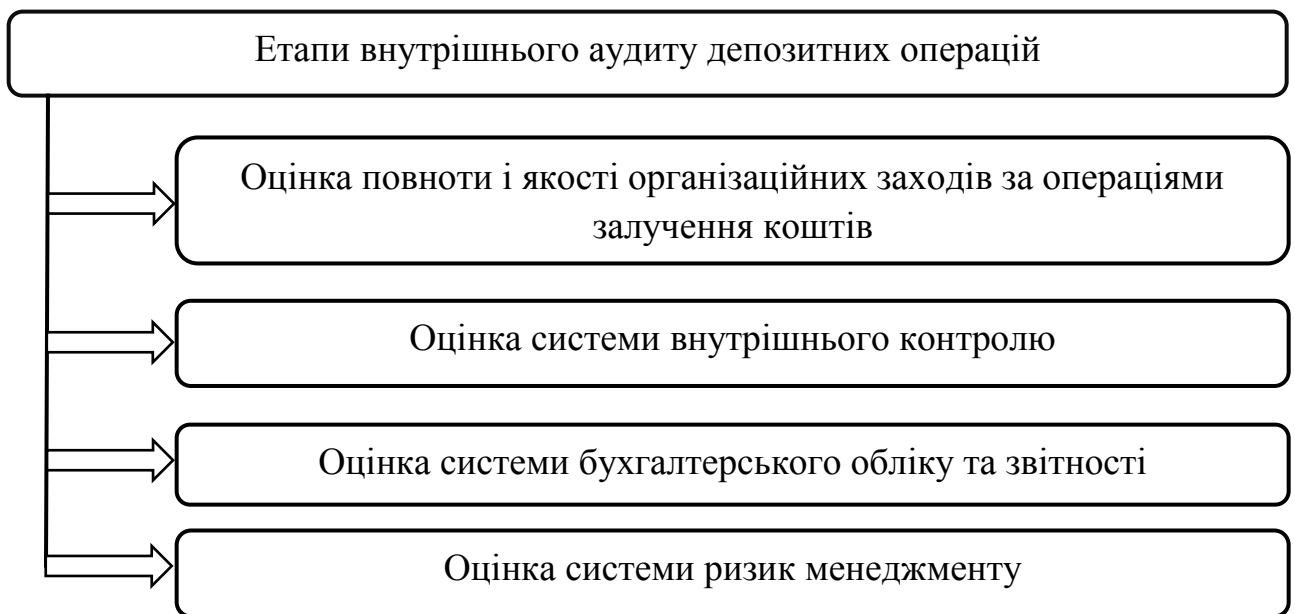 Етапи внутрішнього аудиту депозитних операцій
Оцінка повноти і якості організаційних заходів за операціями
залучення коштів
Оцінка системи внутрішнього контролю
Оцінка системи бухгалтерського обліку та звітності
Оцінка системи ризик менеджменту